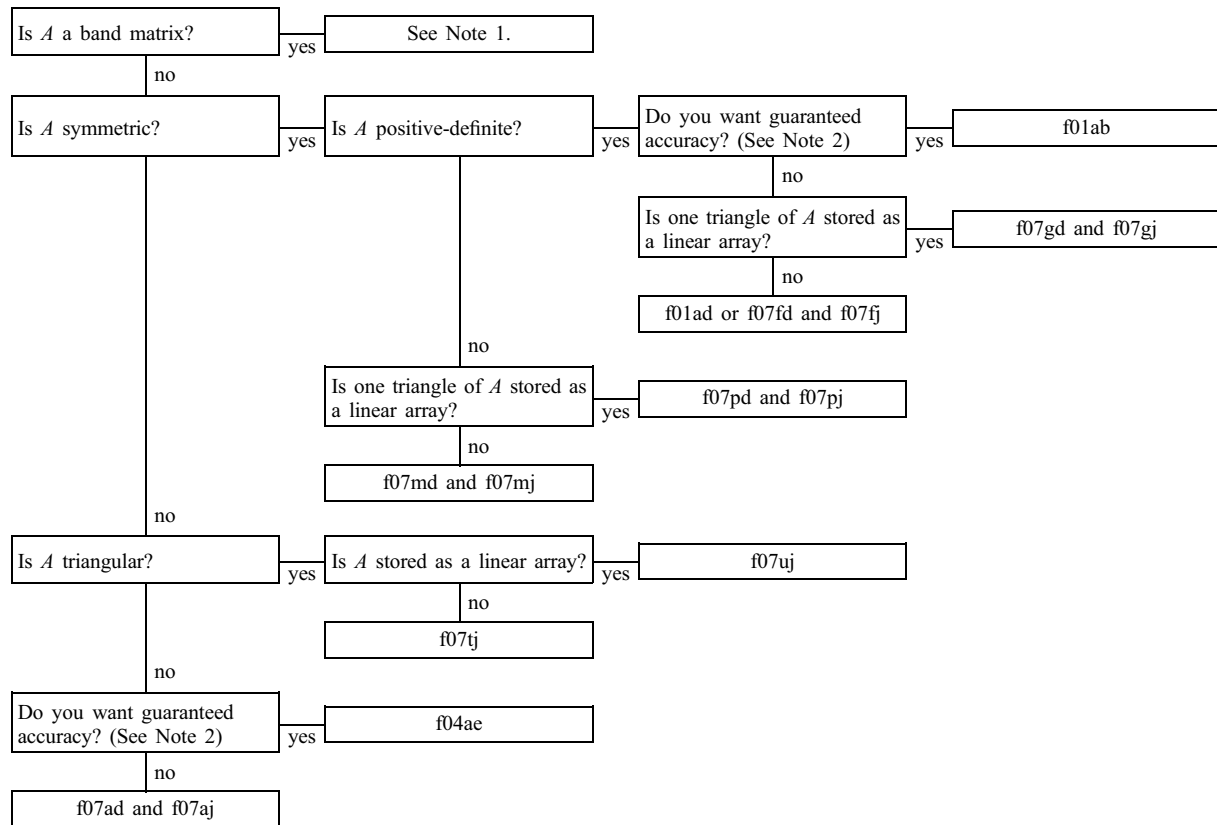 Is A a band matrix?
yes
See Note 1.
no
Is A symmetric?
yes
Is A positive-definite?
yes
Do you want guaranteed
accuracy? (See Note 2)
yes
f01ab
no
Is one triangle of A stored as
a linear array?
yes
f07gd and f07gj
no
f01ad or f07fd and f07fj
no
Is one triangle of A stored as
a linear array?
yes
f07pd and f07pj
no
f07md and f07mj
no
Is A triangular?
yes
Is A stored as a linear array?
yes
f07uj
no
f07tj
no
Do you want guaranteed
accuracy? (See Note 2)
yes
f04ae
no
f07ad and f07aj